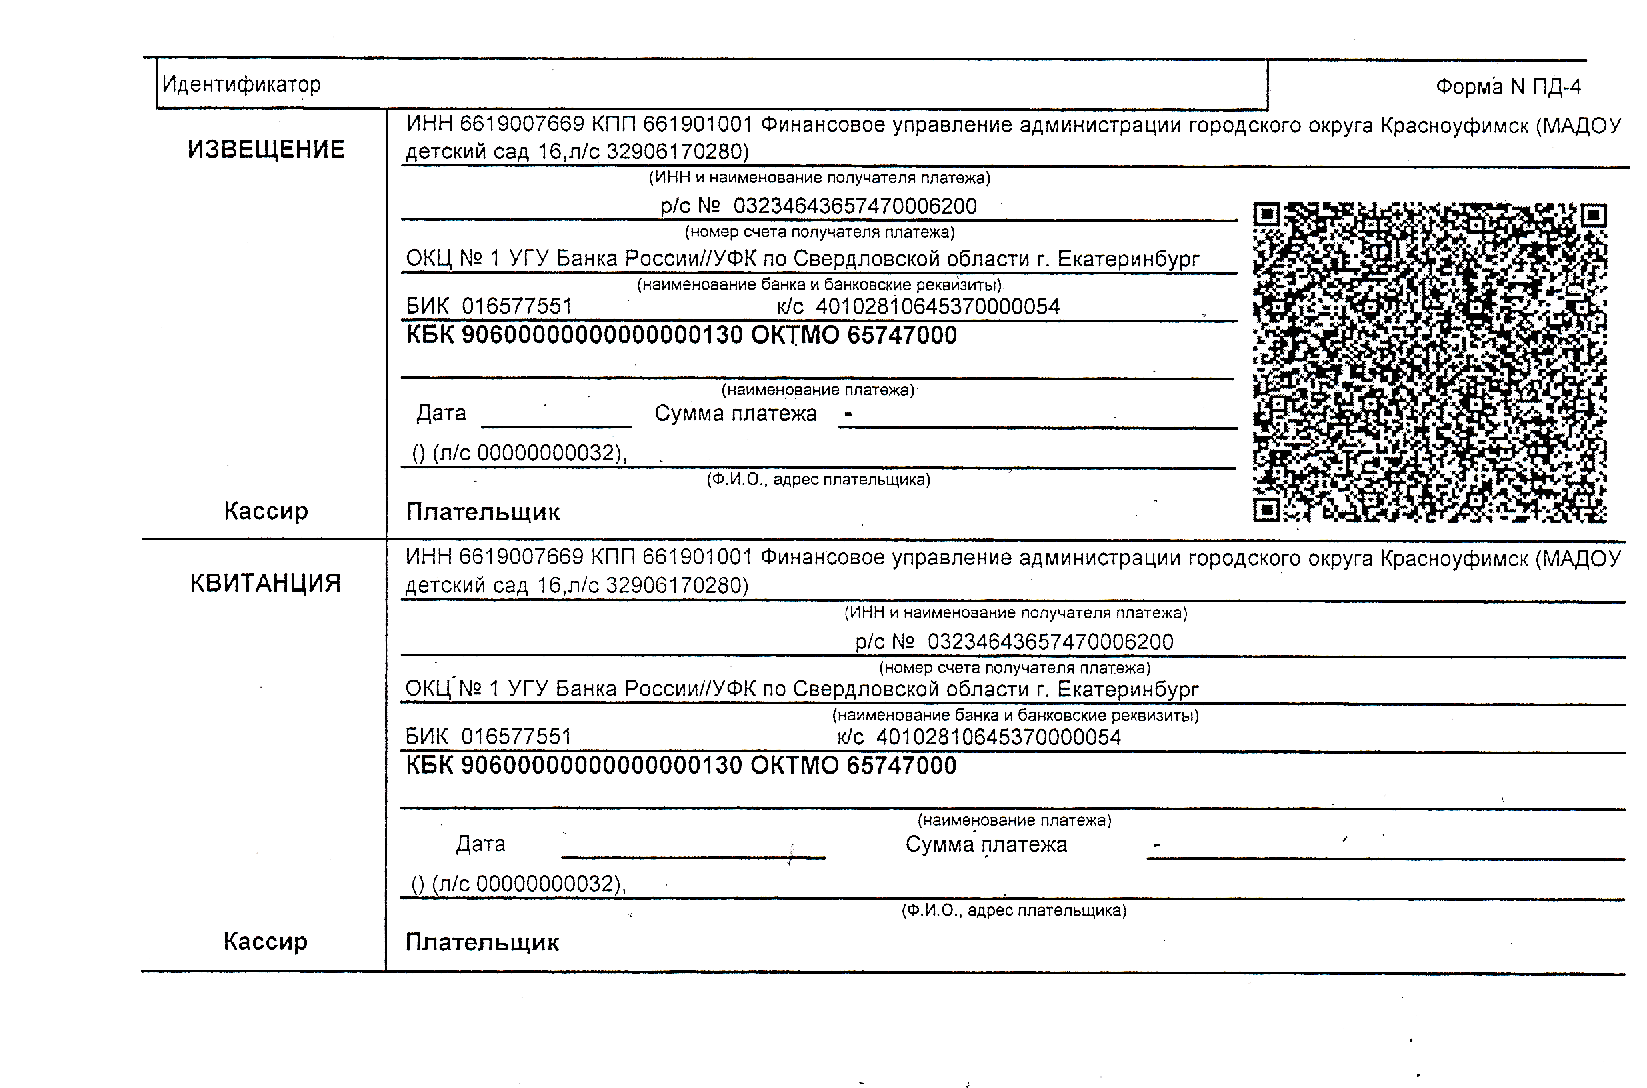 Идентификатор
Форма N ПД-4
ИЗВЕЩЕНИЕ
ИНН 6619007669 КПП 661901001 Финансовое управление администрации городского округа Красноуфимск (МАДОУ
детский сад 16,л/с 32906170280)
(ИНН и наименование получателя платежа)
р/с № 03234643657470006200
(номер счета получателя платежа)
ОКЦ № 1 УГУ Банка России//УФК по Свердловской области г. Екатеринбург
(наименование банка и банковские реквизиты)
БИК 016577551 к/с 40102810645370000054
КБК 90600000000000000130 ОКТМО 65747000
(наименование платежа)
Дата Сумма платежа -
() (л/с 00000000032),
(Ф.И.О., адрес плательщика)
Кассир
Плательщик
КВИТАНЦИЯ
ИНН 6619007669 КПП 661901001 Финансовое управление администрации городского округа Красноуфимск (МАДОУ
детский сад 16,л/с 32906170280)
(ИНН и наименование получателя платежа)
р/с № 03234643657470006200
(номер счета получателя платежа)
ОКЦ № 1 УГУ Банка России//УФК по Свердловской области г. Екатеринбург
(наименование банка и банковские реквизиты)
БИК 016577551 к/с 40102810645370000054
КБК 90600000000000000130 ОКТМО 65747000
(наименование платежа)
Дата Сумма платежа -
() (л/с 00000000032),
(Ф.И.О., адрес плательщика)
Кассир
Плательщик